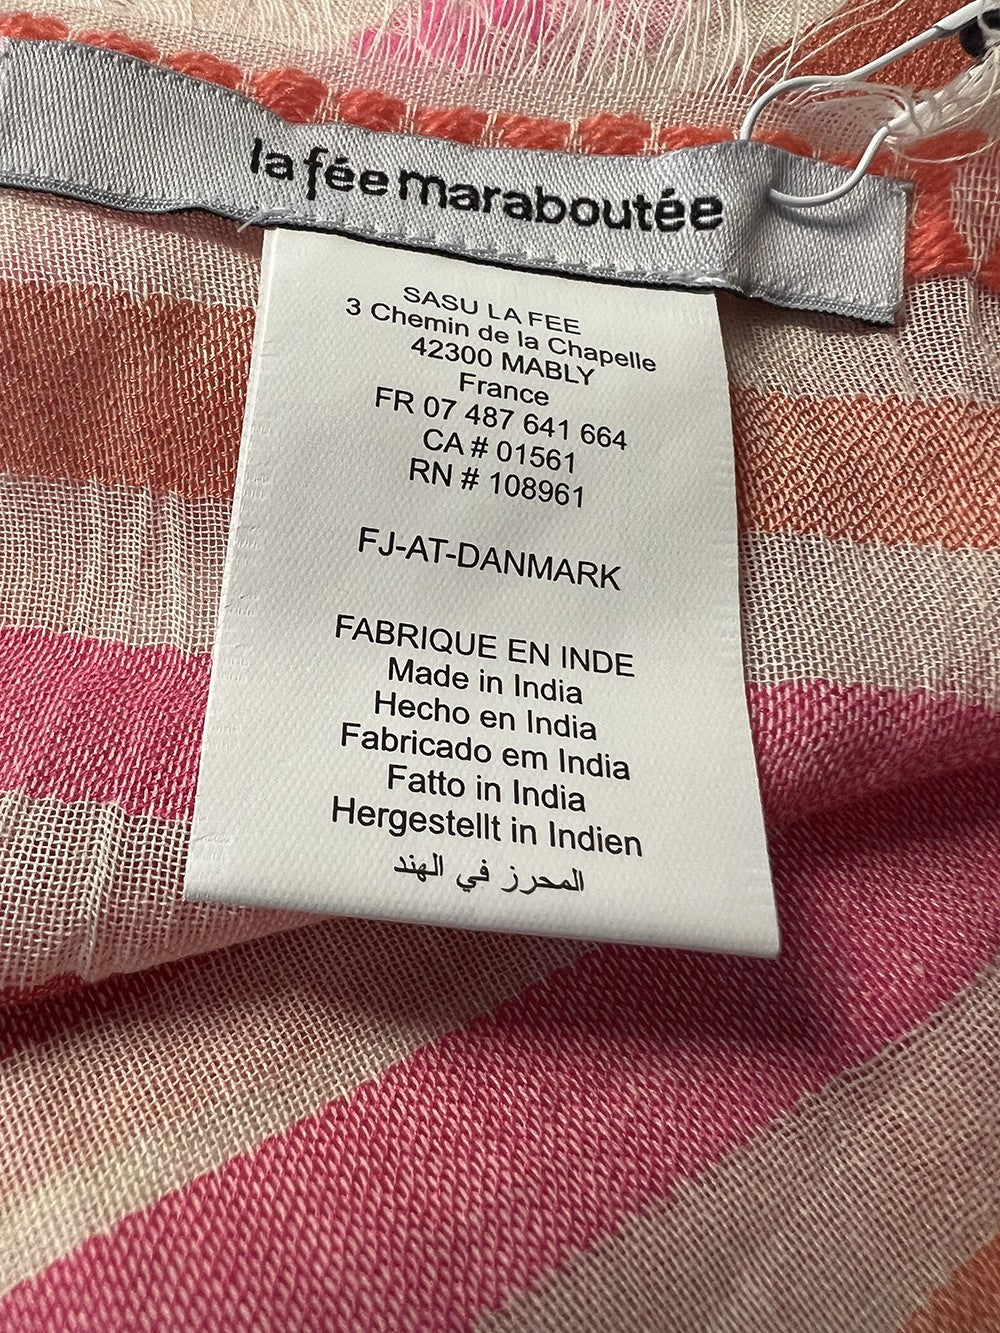 la fée maraboutée
SASU LA FEE
3 Chemin de la Chapelle
42300 MABLY
France
FR 07 487 641 664
CA # 01561
RN # 108961
FJ-AT-DANMARK
FABRIQUE EN INDE
Made in India
Hecho en India
Fabricado em India
Fatto in India
Hergestellt in Indien
المحرز في الهند